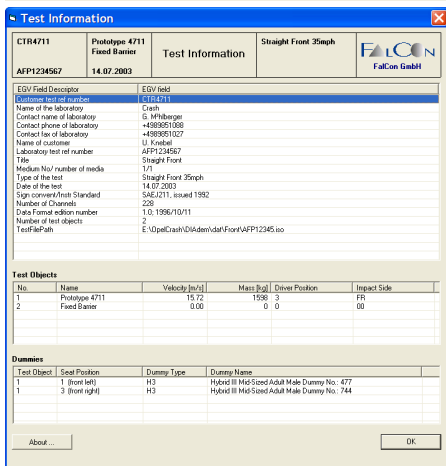 Test Information
CTR4711 Prototype 4711 Fixed Barrier Test Information Straight Front 35mph FALCON
AFP1234567 14.07.2003 FalCon GmbH
EGV Field Descriptor EGV field
Customer test ref number CTR4711
Name of the laboratory Crash
Contact name of laboratory G. M³hlberger
Contact phone of laboratory +4989851088
Contact fax of laboratory +4989851027
Name of customer U. Knebel
Laboratory test ref number AFP1234567
Title Straight Front
Medium No/ number of media 1/1
Type of the test Straight Front 35mph
Date of the test 14.07.2003
Sign convent/Instr Standard SAEJ211, issued 1992
Number of Channels 228
Data Format edition number 1.0; 1996/10/11
Number of test objects 2
TestFilePath E:\OpelCrash\DIAdem\dat\Front\AFP12345.iso
Test Objects
No. Name Velocity [m/s] Mass [kg] Driver Position Impact Side
1 Prototype 4711 15.72 1598 3 FR
2 Fixed Barrier 0.00 0 0 00
Dummies
Test Object Seat Position Dummy Type Dummy Name
1 1 (front left) H3 Hybrid III Mid-Sized Adult Male Dummy No.: 477
1 3 (front right) H3 Hybrid III Mid-Sized Adult Male Dummy No.: 744
About ... OK